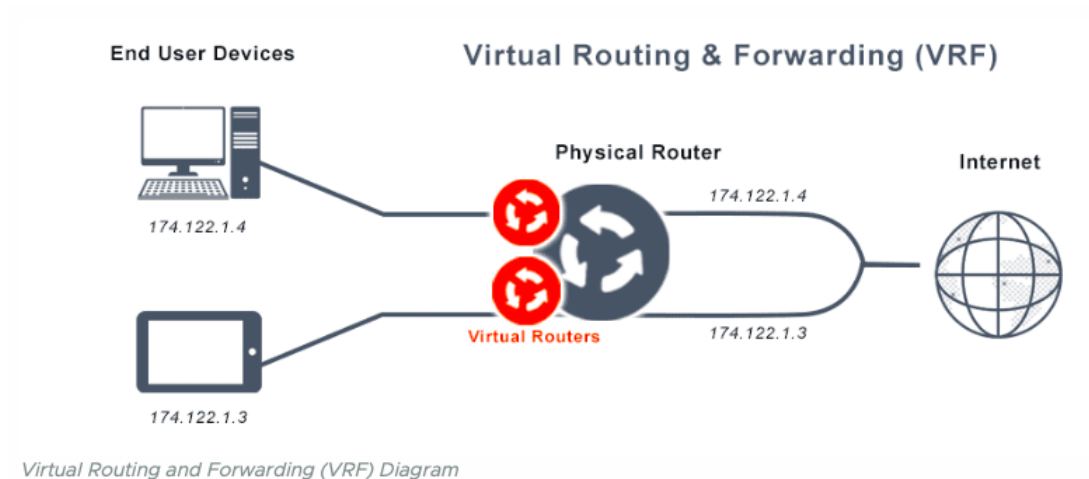 End User Devices
Virtual Routing & Forwarding (VRF)
Physical Router
Internet
174.122.1.4
174.122.1.4
Virtual Routers
174.122.1.3
174.122.1.3
Virtual Routing and Forwarding (VRF) Diagram